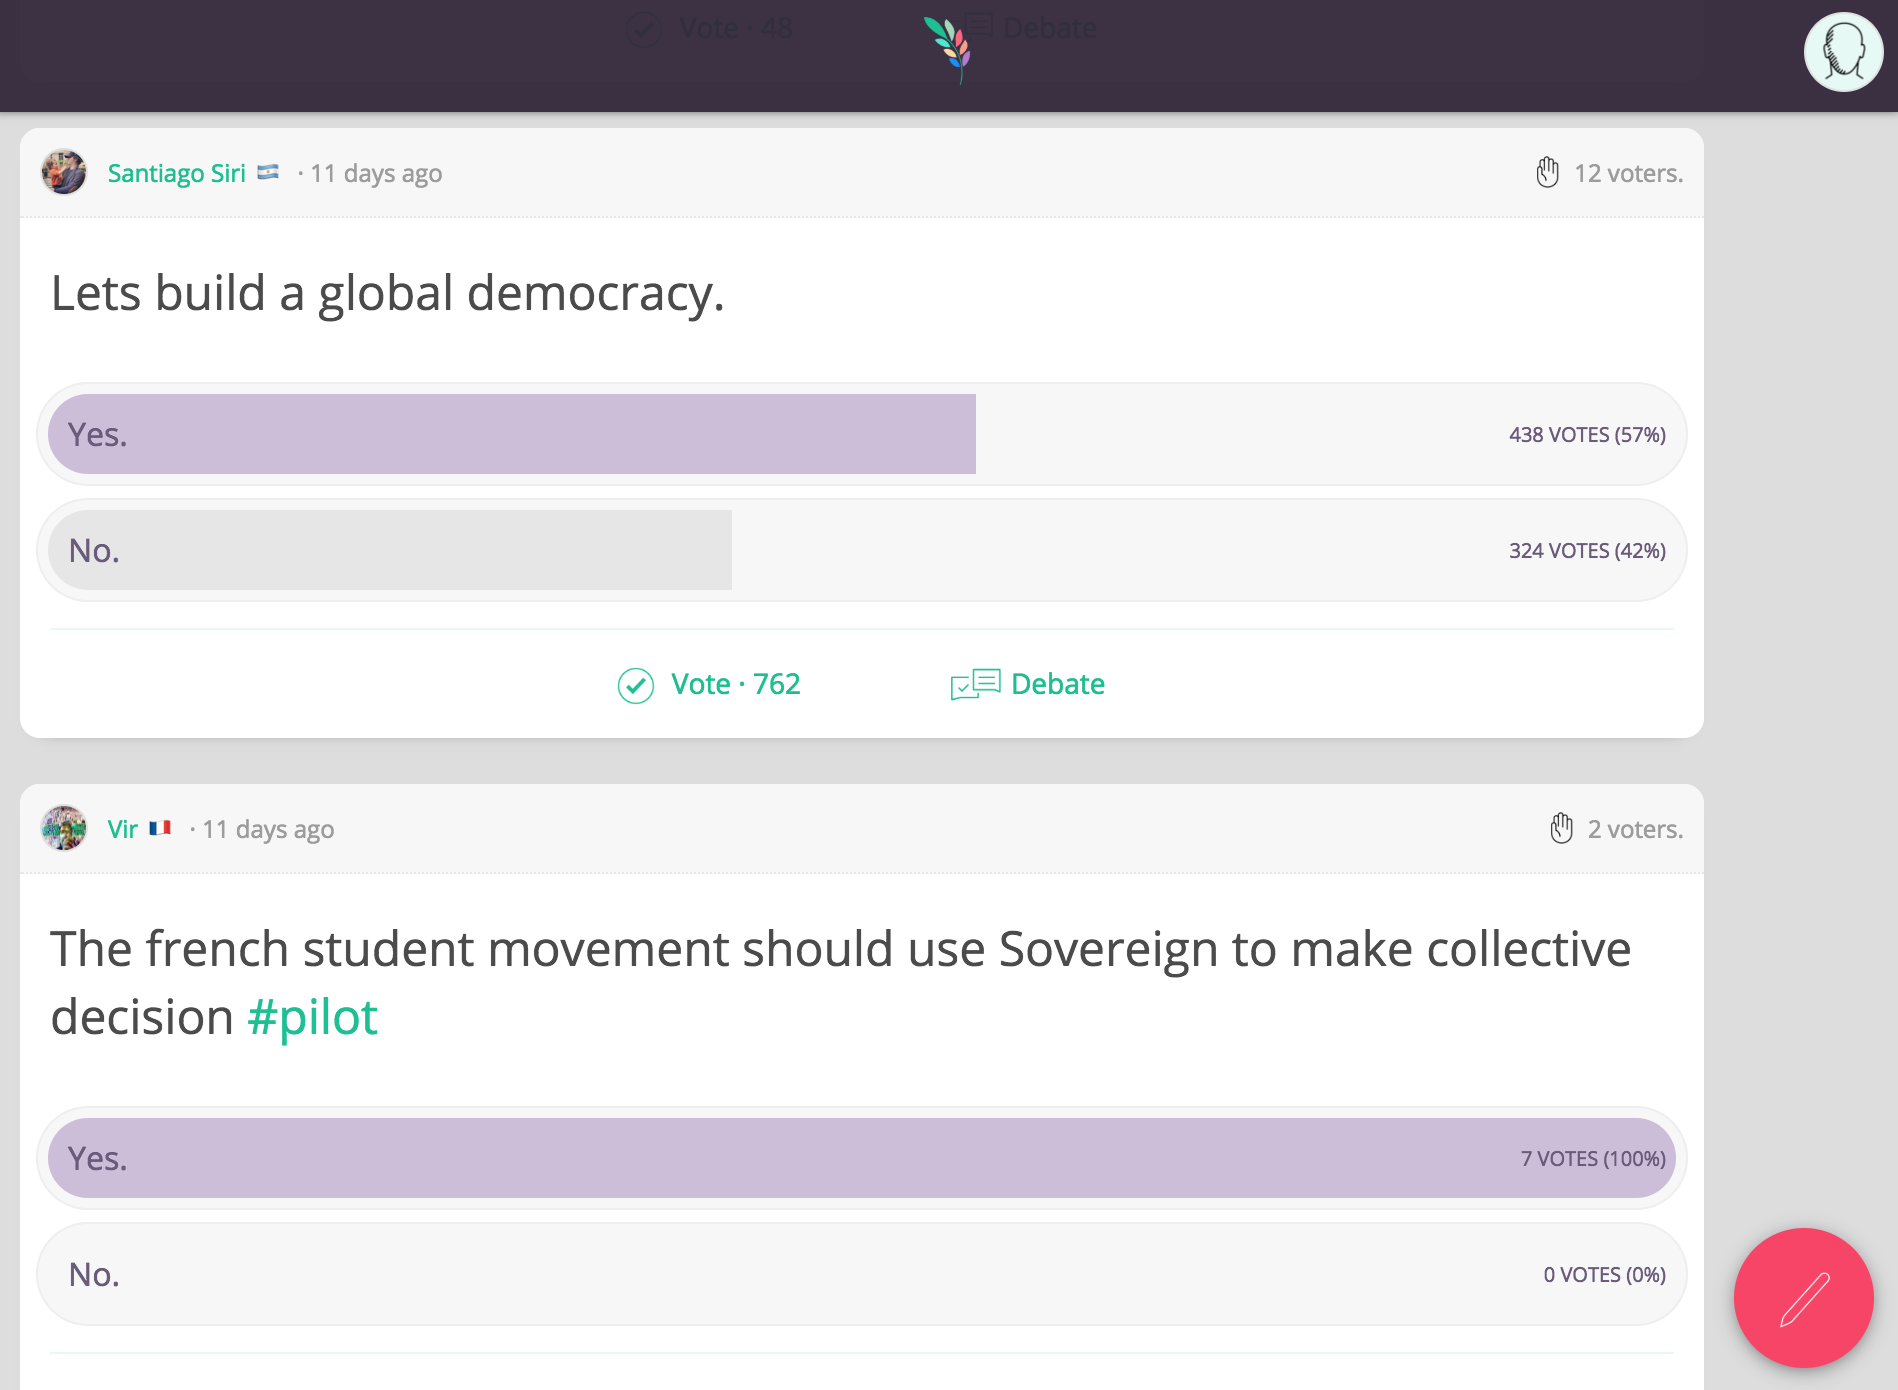 Vote · 48 Debate
Santiago Siri · 11 days ago 12 voters.
Lets build a global democracy.
Yes. 438 VOTES (57%)
No. 324 VOTES (42%)
Vote · 762 Debate
Vir · 11 days ago 2 voters.
The french student movement should use Sovereign to make collective
decision #pilot
Yes. 7 VOTES (100%)
No. 0 VOTES (0%)